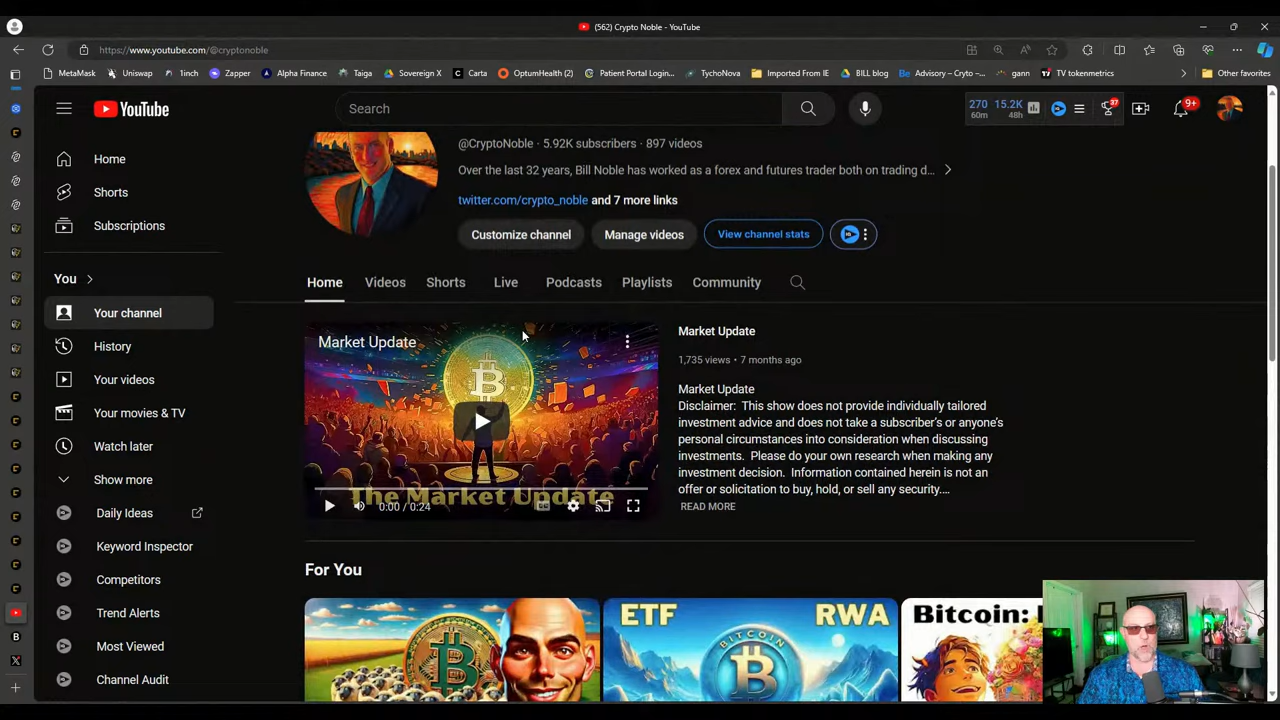 (562) Crypto Noble - YouTube
https://www.youtube.com/@cryptonoble
MetaMask Uniswap 1inch Zapper Alpha Finance Taiga Sovereign X Carta OptumHealth (2) Patient Portal Login... TychoNova Imported From IE BILL blog Advisory – Cryto –... gann TV tokenmetrics Other favorites
YouTube
Search
270 15.2K
60m 48h
37
9+
Home
Shorts
Subscriptions
You
Your channel
History
Your videos
Your movies & TV
Watch later
Show more
Daily Ideas
Keyword Inspector
Competitors
Trend Alerts
Most Viewed
Channel Audit
@CryptoNoble · 5.92K subscribers · 897 videos
Over the last 32 years, Bill Noble has worked as a forex and futures trader both on trading d...
twitter.com/crypto_noble and 7 more links
Customize channel Manage videos View channel stats
Home Videos Shorts Live Podcasts Playlists Community
Market Update
The Market Update
0:00 / 0:24
Market Update
1,735 views • 7 months ago
Market Update
Disclaimer: This show does not provide individually tailored
investment advice and does not take a subscriber's or anyone's
personal circumstances into consideration when discussing
investments. Please do your own research when making any
investment decision. Information contained herein is not an
offer or solicitation to buy, hold, or sell any security....
READ MORE
For You
ETF RWA
BITCOIN
Bitcoin: